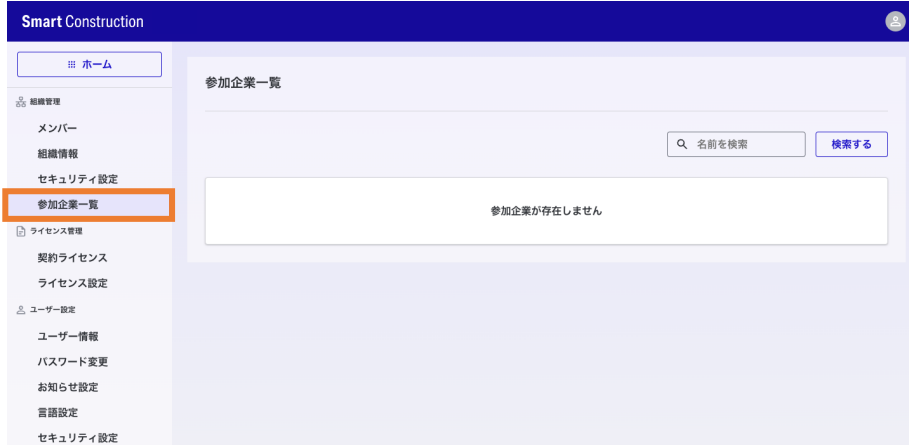 Smart Construction
ホーム
組織管理
メンバー
組織情報
セキュリティ設定
参加企業一覧
ライセンス管理
契約ライセンス
ライセンス設定
ユーザー設定
ユーザー情報
パスワード変更
お知らせ設定
言語設定
セキュリティ設定
参加企業一覧
名前を検索
検索する
参加企業が存在しません